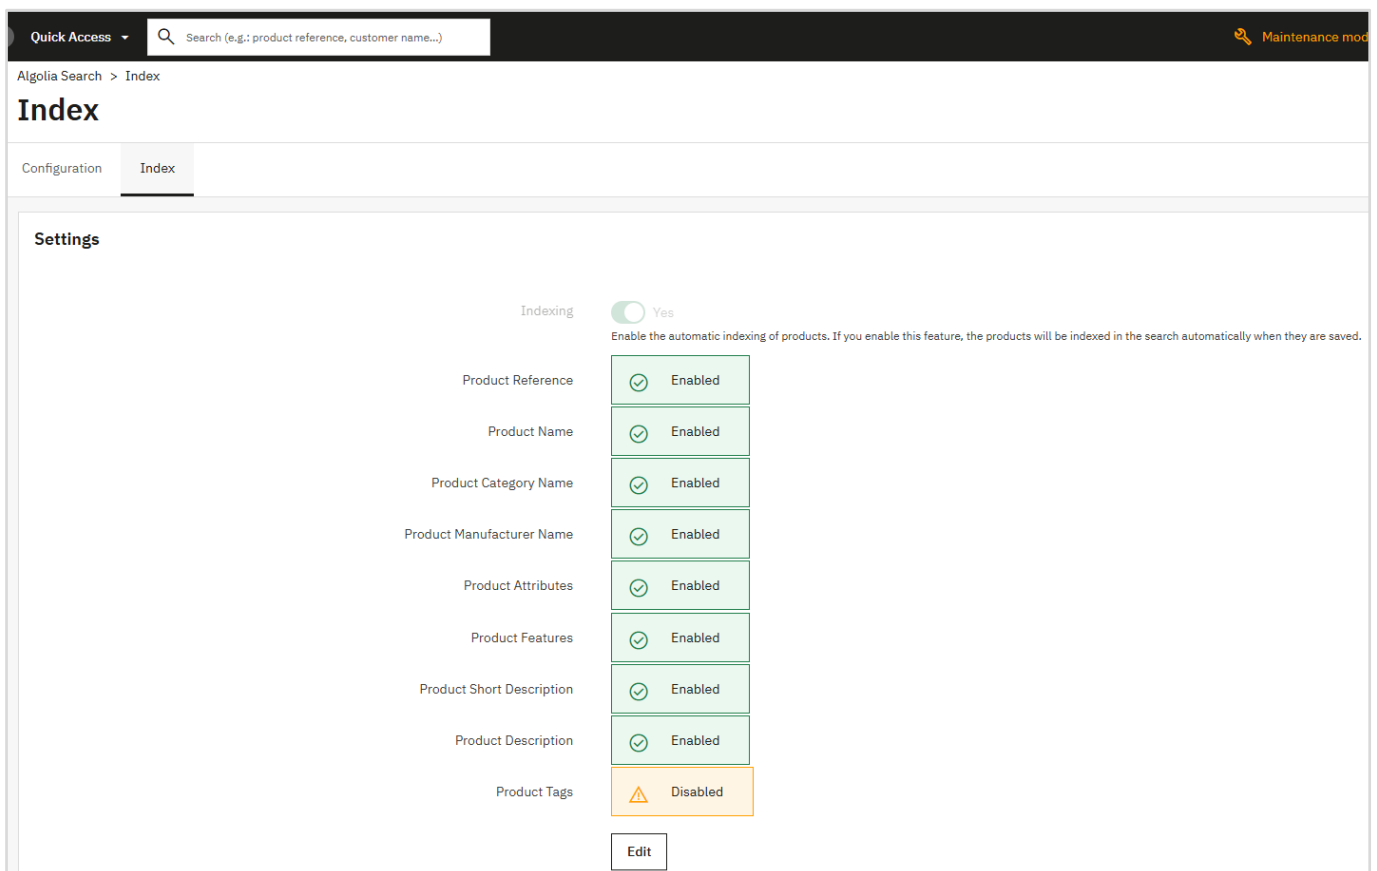 Quick Access
Search (e.g.: product reference, customer name...)
Maintenance mod
Algolia Search > Index
Index
Configuration
Index
Settings
Indexing
Yes
Enable the automatic indexing of products. If you enable this feature, the products will be indexed in the search automatically when they are saved.
Product Reference
Enabled
Product Name
Enabled
Product Category Name
Enabled
Product Manufacturer Name
Enabled
Product Attributes
Enabled
Product Features
Enabled
Product Short Description
Enabled
Product Description
Enabled
Product Tags
Disabled
Edit